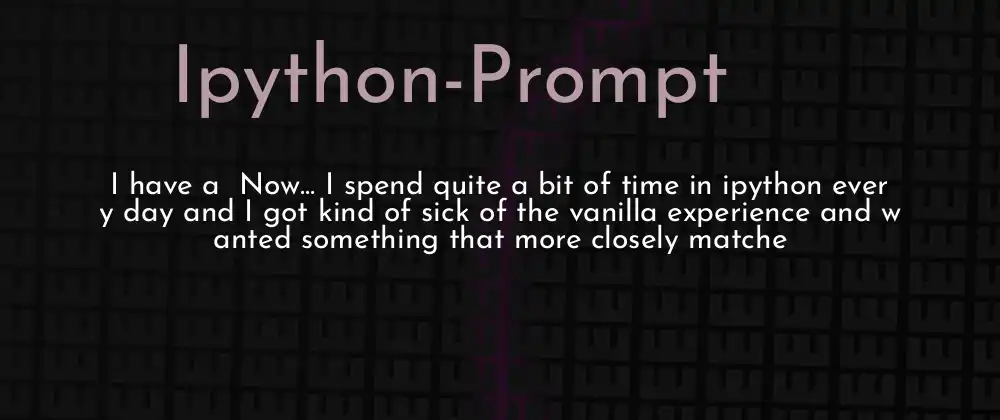 Ipython-Prompt
I have a  Now... I spend quite a bit of time in ipython ever
y day and I got kind of sick of the vanilla experience and w
anted something that more closely matche